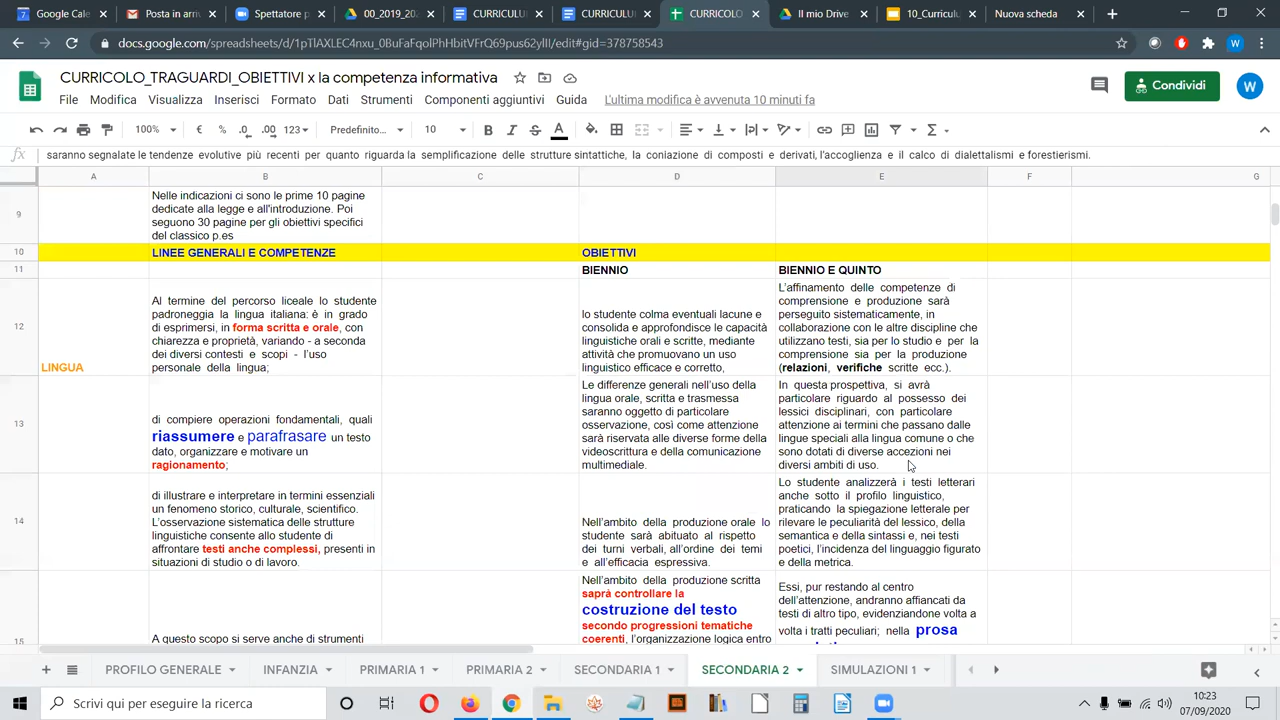 Google Cale
Posta in arri
Spettatore p
00_2019_20
CURRICULU
CURRICUL
CURRICOLO
Il mio Drive
10_Curriculu
Nuova scheda
docs.google.com/spreadsheets/d/1pTlAXLEC4nxu_0BuFaFqolPhHbitVFrQ69pus62ylII/edit#gid=378758543
CURRICOLO_TRAGUARDI_OBIETTIVI x la competenza informativa
File Modifica Visualizza Inserisci Formato Dati Strumenti Componenti aggiuntivi Guida L'ultima modifica è avvenuta 10 minuti fa
Condividi
W
100% € % .0 .00 123 Predefinito... 10 B I S A
fx saranno segnalate le tendenze evolutive più recenti per quanto riguarda la semplificazione delle strutture sintattiche, la coniazione di composti e derivati, l'accoglienza e il calco di dialettalismi e forestierismi.
A B C D E F G
9
Nelle indicazioni ci sono le prime 10 pagine
dedicate alla legge e all'introduzione. Poi
seguono 30 pagine per gli obiettivi specifici
del classico p.es
10 LINEE GENERALI E COMPETENZE OBIETTIVI
11 BIENNIO BIENNIO E QUINTO
12
LINGUA
Al termine del percorso liceale lo studente
padroneggia la lingua italiana: è in grado
di esprimersi, in forma scritta e orale, con
chiarezza e proprietà, variando - a seconda
dei diversi contesti e scopi - l'uso
personale della lingua;
lo studente colma eventuali lacune e
consolida e approfondisce le capacità
linguistiche orali e scritte, mediante
attività che promuovano un uso
linguistico efficace e corretto,
L'affinamento delle competenze di
comprensione e produzione sarà
perseguito sistematicamente, in
collaborazione con le altre discipline che
utilizzano testi, sia per lo studio e per la
comprensione sia per la produzione
(relazioni, verifiche scritte ecc.).
13
di compiere operazioni fondamentali, quali
riassumere e parafrasare un testo
dato, organizzare e motivare un
ragionamento;
Le differenze generali nell'uso della
lingua orale, scritta e trasmessa
saranno oggetto di particolare
osservazione, così come attenzione
sarà riservata alle diverse forme della
videoscrittura e della comunicazione
multimediale.
In questa prospettiva, si avrà
particolare riguardo al possesso dei
lessici disciplinari, con particolare
attenzione ai termini che passano dalle
lingue speciali alla lingua comune o che
sono dotati di diverse accezioni nei
diversi ambiti di uso.
14
di illustrare e interpretare in termini essenziali
un fenomeno storico, culturale, scientifico.
L'osservazione sistematica delle strutture
linguistiche consente allo studente di
affrontare testi anche complessi, presenti in
situazioni di studio o di lavoro.
Nell'ambito della produzione orale lo
studente sarà abituato al rispetto
dei turni verbali, all'ordine dei temi
e all'efficacia espressiva.
Lo studente analizzerà i testi letterari
anche sotto il profilo linguistico,
praticando la spiegazione letterale per
rilevare le peculiarità del lessico, della
semantica e della sintassi e, nei testi
poetici, l'incidenza del linguaggio figurato
e della metrica.
15
A questo scopo si serve anche di strumenti
Nell'ambito della produzione scritta
saprà controllare la
costruzione del testo
secondo progressioni tematiche
coerenti, l'organizzazione logica entro
Essi, pur restando al centro
dell'attenzione, andranno affiancati da
testi di altro tipo, evidenziandone volta a
volta i tratti peculiari; nella prosa
PROFILO GENERALE INFANZIA PRIMARIA 1 PRIMARIA 2 SECONDARIA 1 SECONDARIA 2 SIMULAZIONI 1
Scrivi qui per eseguire la ricerca
10:23
07/09/2020